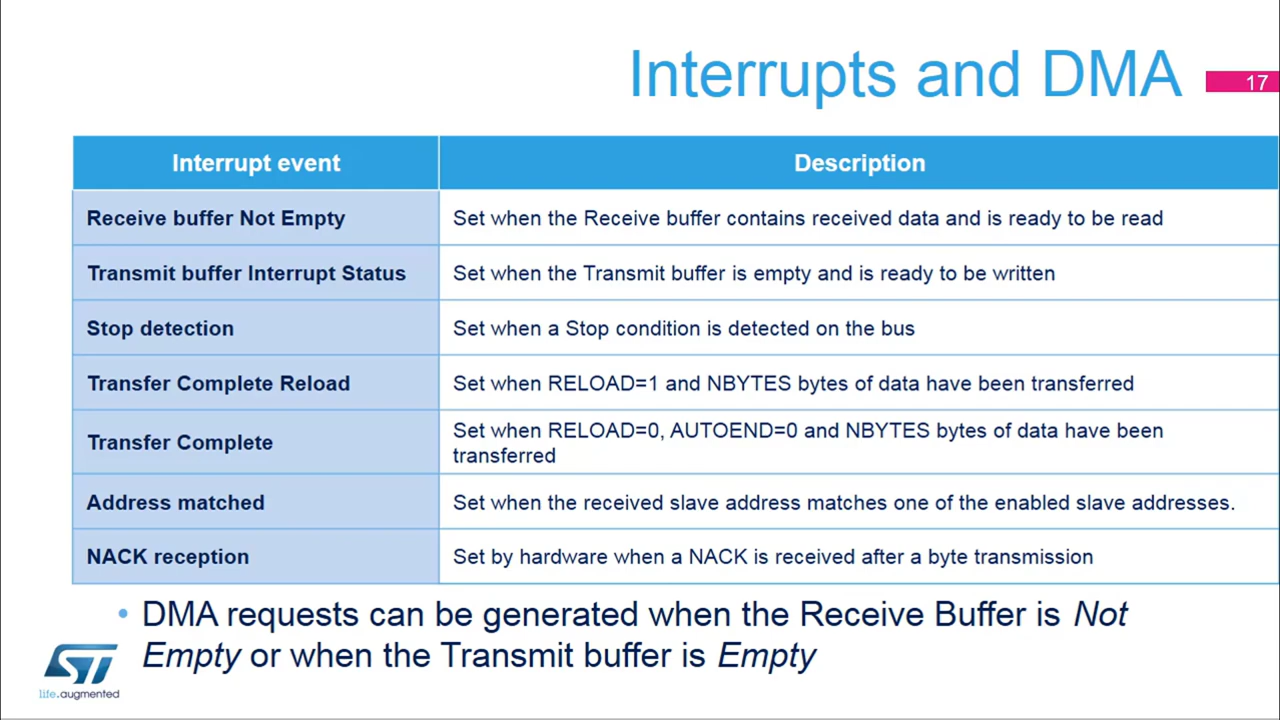 Interrupts and DMA
17
Interrupt event
Description
Receive buffer Not Empty
Set when the Receive buffer contains received data and is ready to be read
Transmit buffer Interrupt Status
Set when the Transmit buffer is empty and is ready to be written
Stop detection
Set when a Stop condition is detected on the bus
Transfer Complete Reload
Set when RELOAD=1 and NBYTES bytes of data have been transferred
Transfer Complete
Set when RELOAD=0, AUTOEND=0 and NBYTES bytes of data have been
transferred
Address matched
Set when the received slave address matches one of the enabled slave addresses.
NACK reception
Set by hardware when a NACK is received after a byte transmission
• DMA requests can be generated when the Receive Buffer is Not
Empty or when the Transmit buffer is Empty
ST
life.augmented